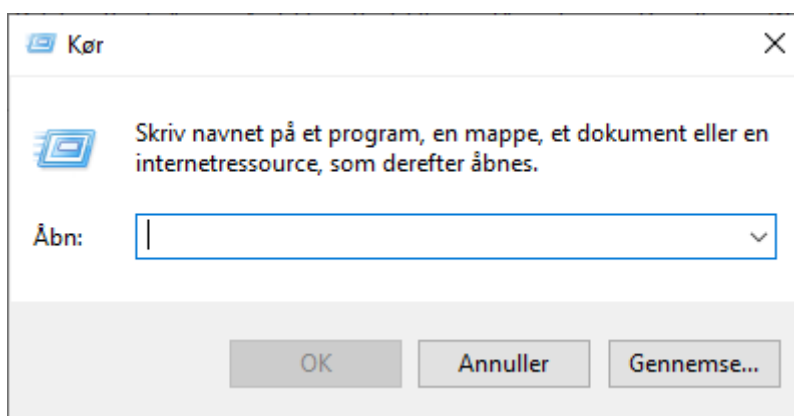 Kør
Skriv navnet på et program, en mappe, et dokument eller en
internetressource, som derefter åbnes.
Åbn:
OK
Annuller
Gennemse...